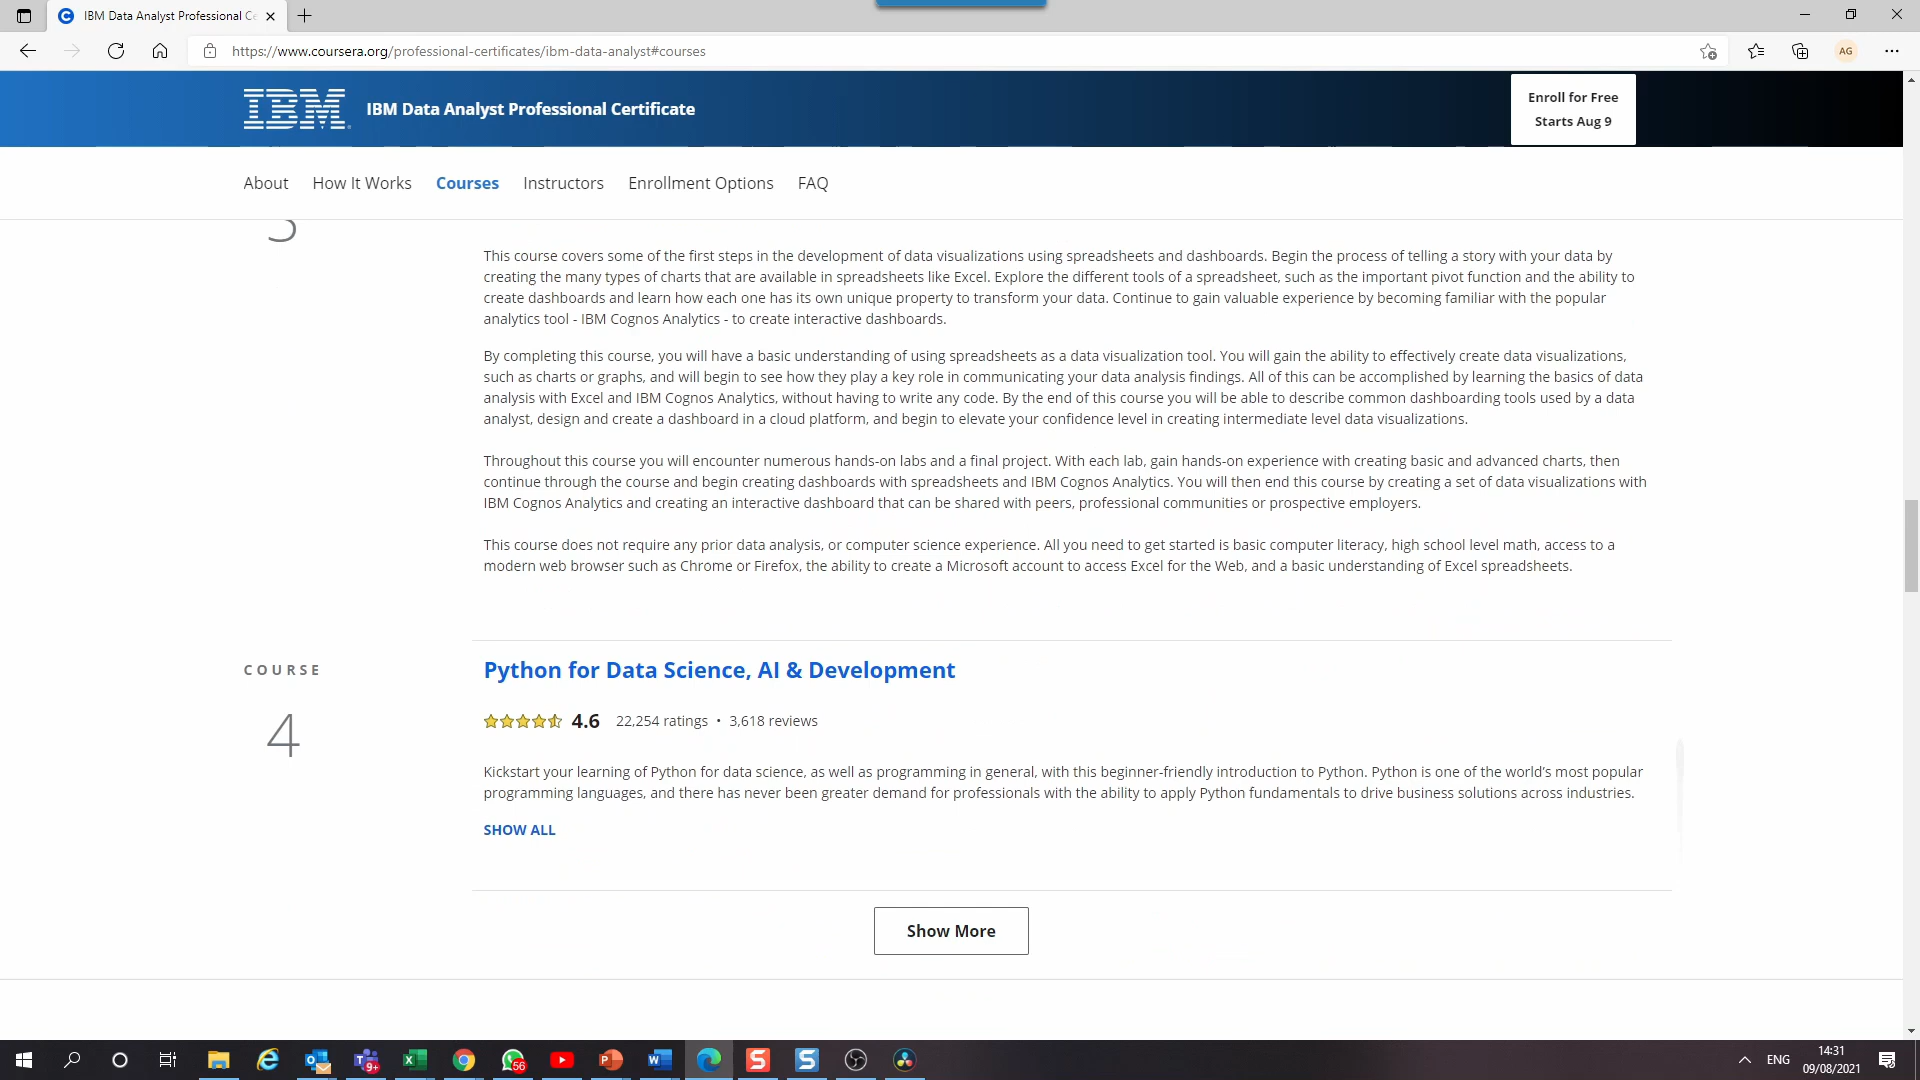 IBM Data Analyst Professional Ce
https://www.coursera.org/professional-certificates/ibm-data-analyst#courses
AG
IBM
IBM Data Analyst Professional Certificate
Enroll for Free
Starts Aug 9
About How It Works Courses Instructors Enrollment Options FAQ
This course covers some of the first steps in the development of data visualizations using spreadsheets and dashboards. Begin the process of telling a story with your data by
creating the many types of charts that are available in spreadsheets like Excel. Explore the different tools of a spreadsheet, such as the important pivot function and the ability to
create dashboards and learn how each one has its own unique property to transform your data. Continue to gain valuable experience by becoming familiar with the popular
analytics tool - IBM Cognos Analytics - to create interactive dashboards.
By completing this course, you will have a basic understanding of using spreadsheets as a data visualization tool. You will gain the ability to effectively create data visualizations,
such as charts or graphs, and will begin to see how they play a key role in communicating your data analysis findings. All of this can be accomplished by learning the basics of data
analysis with Excel and IBM Cognos Analytics, without having to write any code. By the end of this course you will be able to describe common dashboarding tools used by a data
analyst, design and create a dashboard in a cloud platform, and begin to elevate your confidence level in creating intermediate level data visualizations.
Throughout this course you will encounter numerous hands-on labs and a final project. With each lab, gain hands-on experience with creating basic and advanced charts, then
continue through the course and begin creating dashboards with spreadsheets and IBM Cognos Analytics. You will then end this course by creating a set of data visualizations with
IBM Cognos Analytics and creating an interactive dashboard that can be shared with peers, professional communities or prospective employers.
This course does not require any prior data analysis, or computer science experience. All you need to get started is basic computer literacy, high school level math, access to a
modern web browser such as Chrome or Firefox, the ability to create a Microsoft account to access Excel for the Web, and a basic understanding of Excel spreadsheets.
COURSE
4
Python for Data Science, AI & Development
4.6 22,254 ratings • 3,618 reviews
Kickstart your learning of Python for data science, as well as programming in general, with this beginner-friendly introduction to Python. Python is one of the world's most popular
programming languages, and there has never been greater demand for professionals with the ability to apply Python fundamentals to drive business solutions across industries.
SHOW ALL
Show More
9+
56
ENG
14:31
09/08/2021